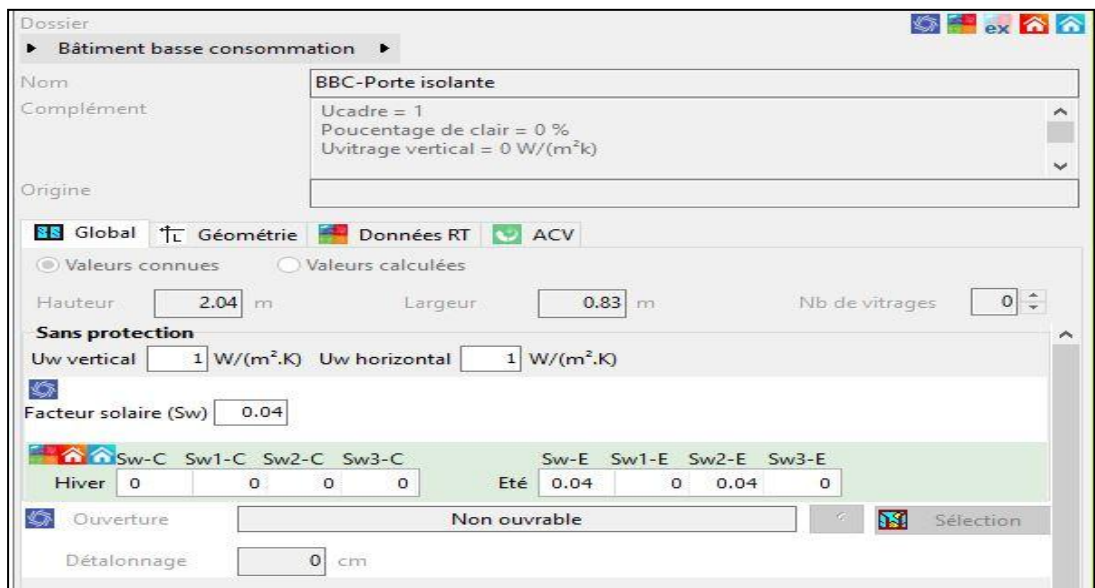 Dossier
ex
Bâtiment basse consommation
Nom BBC-Porte isolante
Complément Ucadre = 1
Poucentage de clair = 0 %
Uvitrage vertical = 0 W/(m²k)
Origine
Global Géométrie Données RT ACV
Valeurs connues Valeurs calculées
Hauteur 2.04 m Largeur 0.83 m Nb de vitrages 0
Sans protection
Uw vertical 1 W/(m².K) Uw horizontal 1 W/(m².K)
Facteur solaire (Sw) 0.04
Sw-C Sw1-C Sw2-C Sw3-C Sw-E Sw1-E Sw2-E Sw3-E
Hiver 0 0 0 0 Eté 0.04 0 0.04 0
Ouverture Non ouvrable Sélection
Détalonnage 0 cm